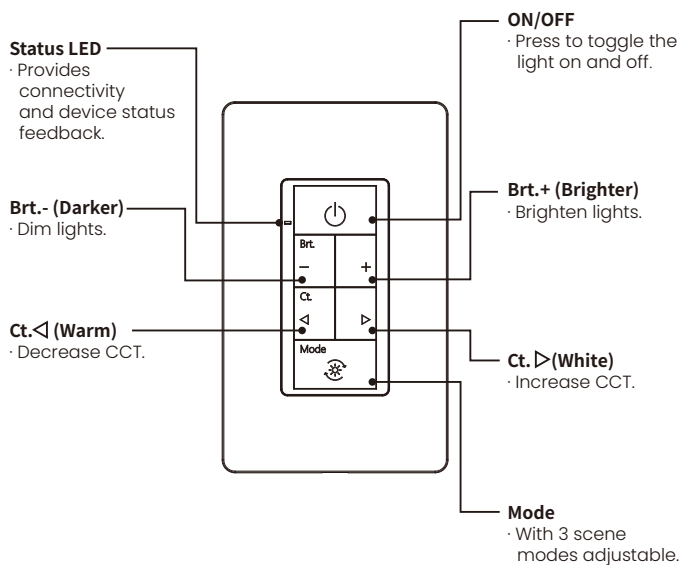 ON/OFF
· Press to toggle the
light on and off.
Status LED
· Provides
connectivity
and device status
feedback.
Brt.- (Darker)
· Dim lights.
Brt.+ (Brighter)
· Brighten lights.
Brt.
− +
Ct.
◁ ▷
Mode
Ct.◁ (Warm)
· Decrease CCT.
Ct. ▷(White)
· Increase CCT.
Mode
· With 3 scene
modes adjustable.